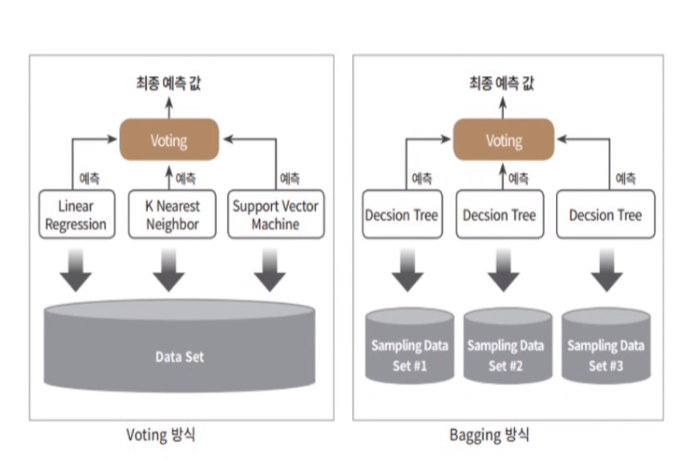 최종 예측 값
Voting
예측
예측
예측
Linear
Regression
K Nearest
Neighbor
Support Vector
Machine
Data Set
Voting 방식
최종 예측 값
Voting
예측
예측
예측
Decsion Tree
Decsion Tree
Decsion Tree
Sampling Data
Set #1
Sampling Data
Set #2
Sampling Data
Set #3
Bagging 방식